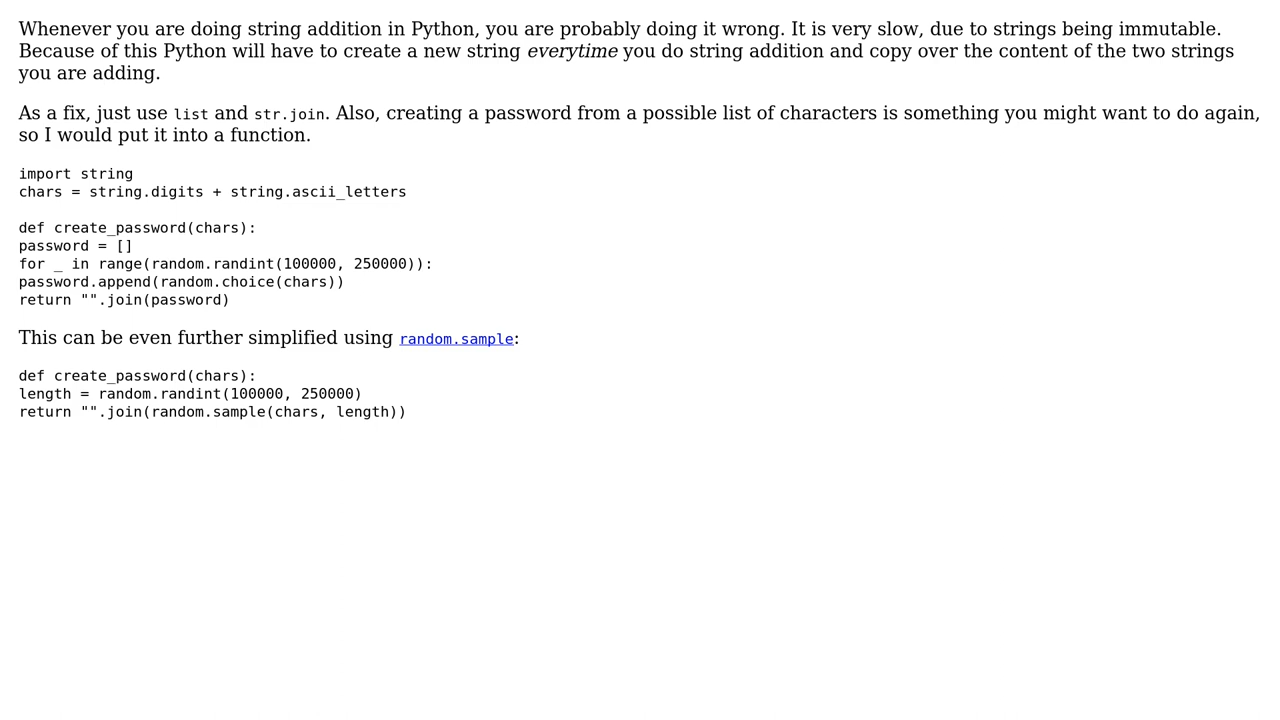 Whenever you are doing string addition in Python, you are probably doing it wrong. It is very slow, due to strings being immutable.
Because of this Python will have to create a new string everytime you do string addition and copy over the content of the two strings
you are adding.
As a fix, just use list and str.join. Also, creating a password from a possible list of characters is something you might want to do again,
so I would put it into a function.
import string
chars = string.digits + string.ascii_letters
def create_password(chars):
password = []
for _ in range(random.randint(100000, 250000)):
password.append(random.choice(chars))
return "".join(password)
This can be even further simplified using random.sample:
def create_password(chars):
length = random.randint(100000, 250000)
return "".join(random.sample(chars, length))